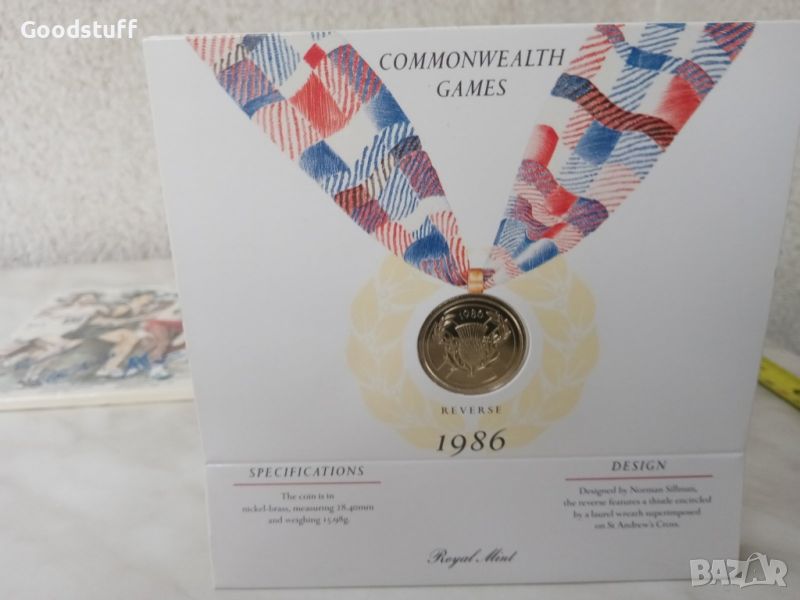 Goodstuff
COMMONWEALTH
GAMES
1986
REVERSE
1986
SPECIFICATIONS
The coin is in
nickel-brass, measuring 28.40mm
and weighing 15.98g.
DESIGN
Designed by Norman Sillman,
the reverse features a thistle encircled
by a laurel wreath superimposed
on St Andrew's Cross.
Royal Mint
BAZAR